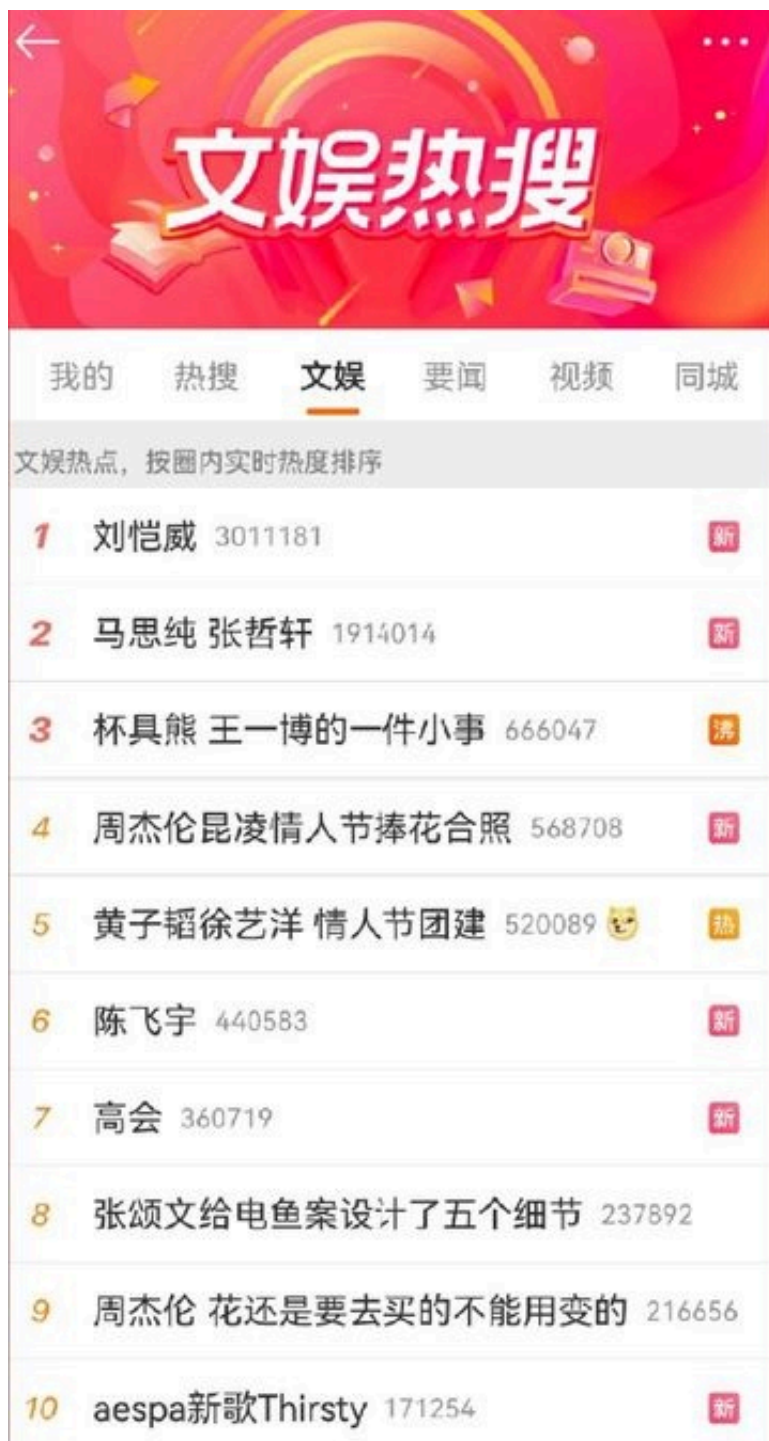 文娱热搜
我的 热搜 文娱 要闻 视频 同城
文娱热点，按圈内实时热度排序
1 刘恺威 3011181 新
2 马思纯 张哲轩 1914014 新
3 杯具熊 王一博的一件小事 666047 沸
4 周杰伦昆凌情人节捧花合照 568708 新
5 黄子韬徐艺洋 情人节团建 520089 热
6 陈飞宇 440583 新
7 高会 360719 新
8 张颂文给电鱼案设计了五个细节 237892
9 周杰伦 花还是要去买的不能用变的 216656
10 aespa新歌Thirsty 171254 新